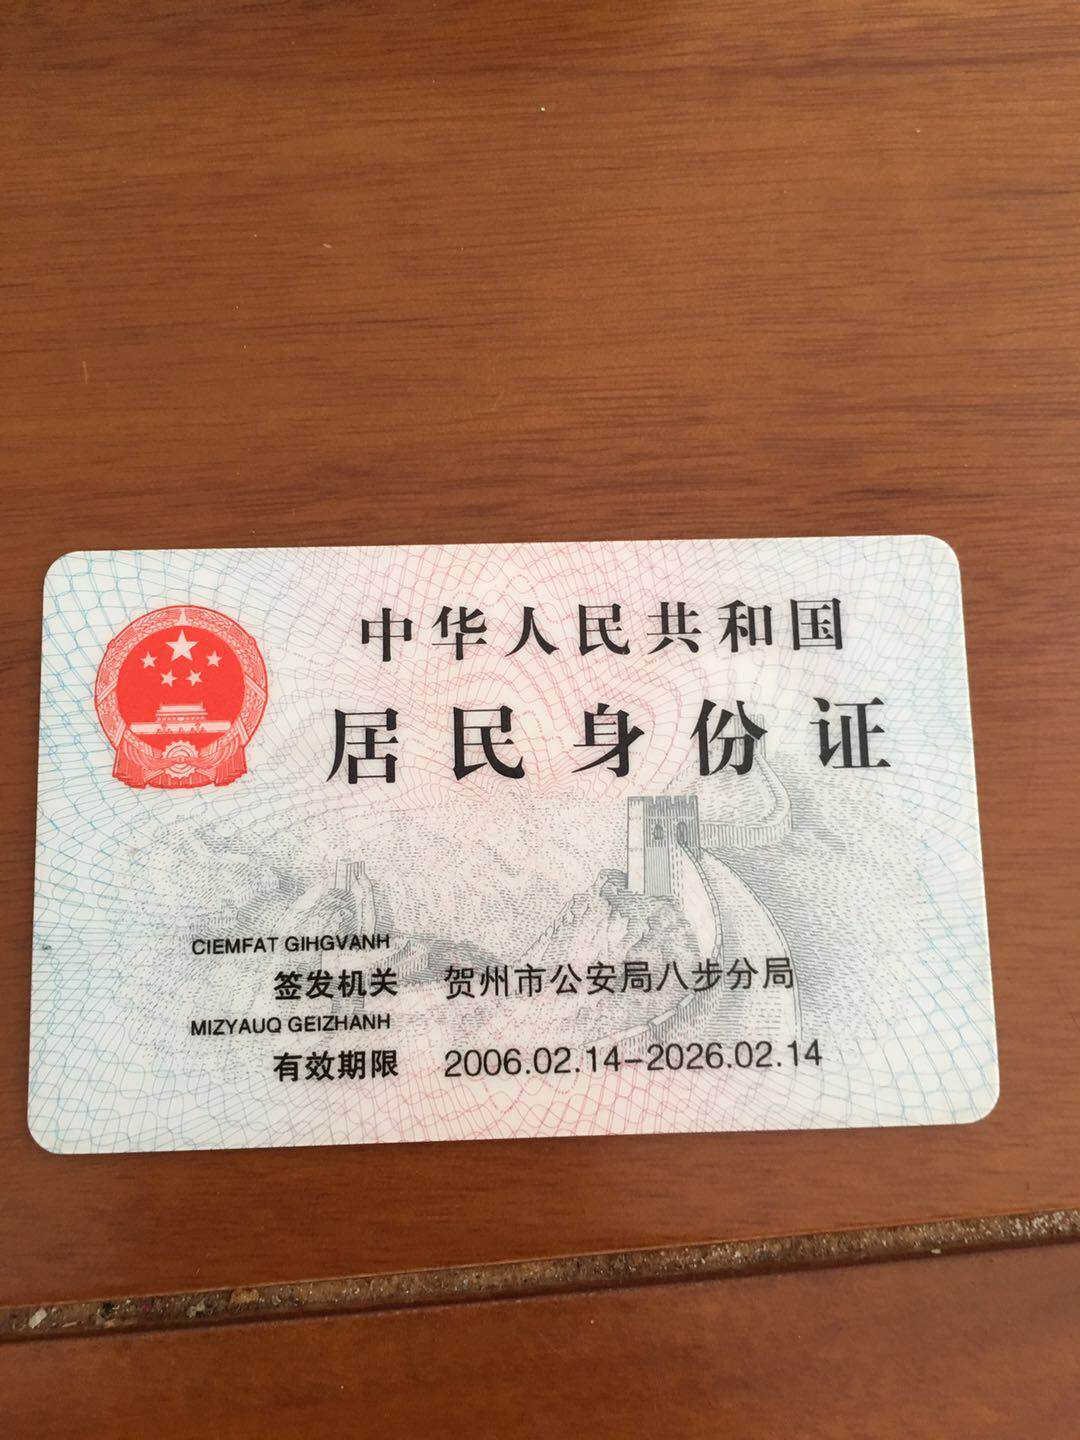 中华人民共和国
居民身份证
CIEMFAT GIHGVANH
签发机关 贺州市公安局八步分局
MIZYAUQ GEIZHANH
有效期限 2006.02.14-2026.02.14